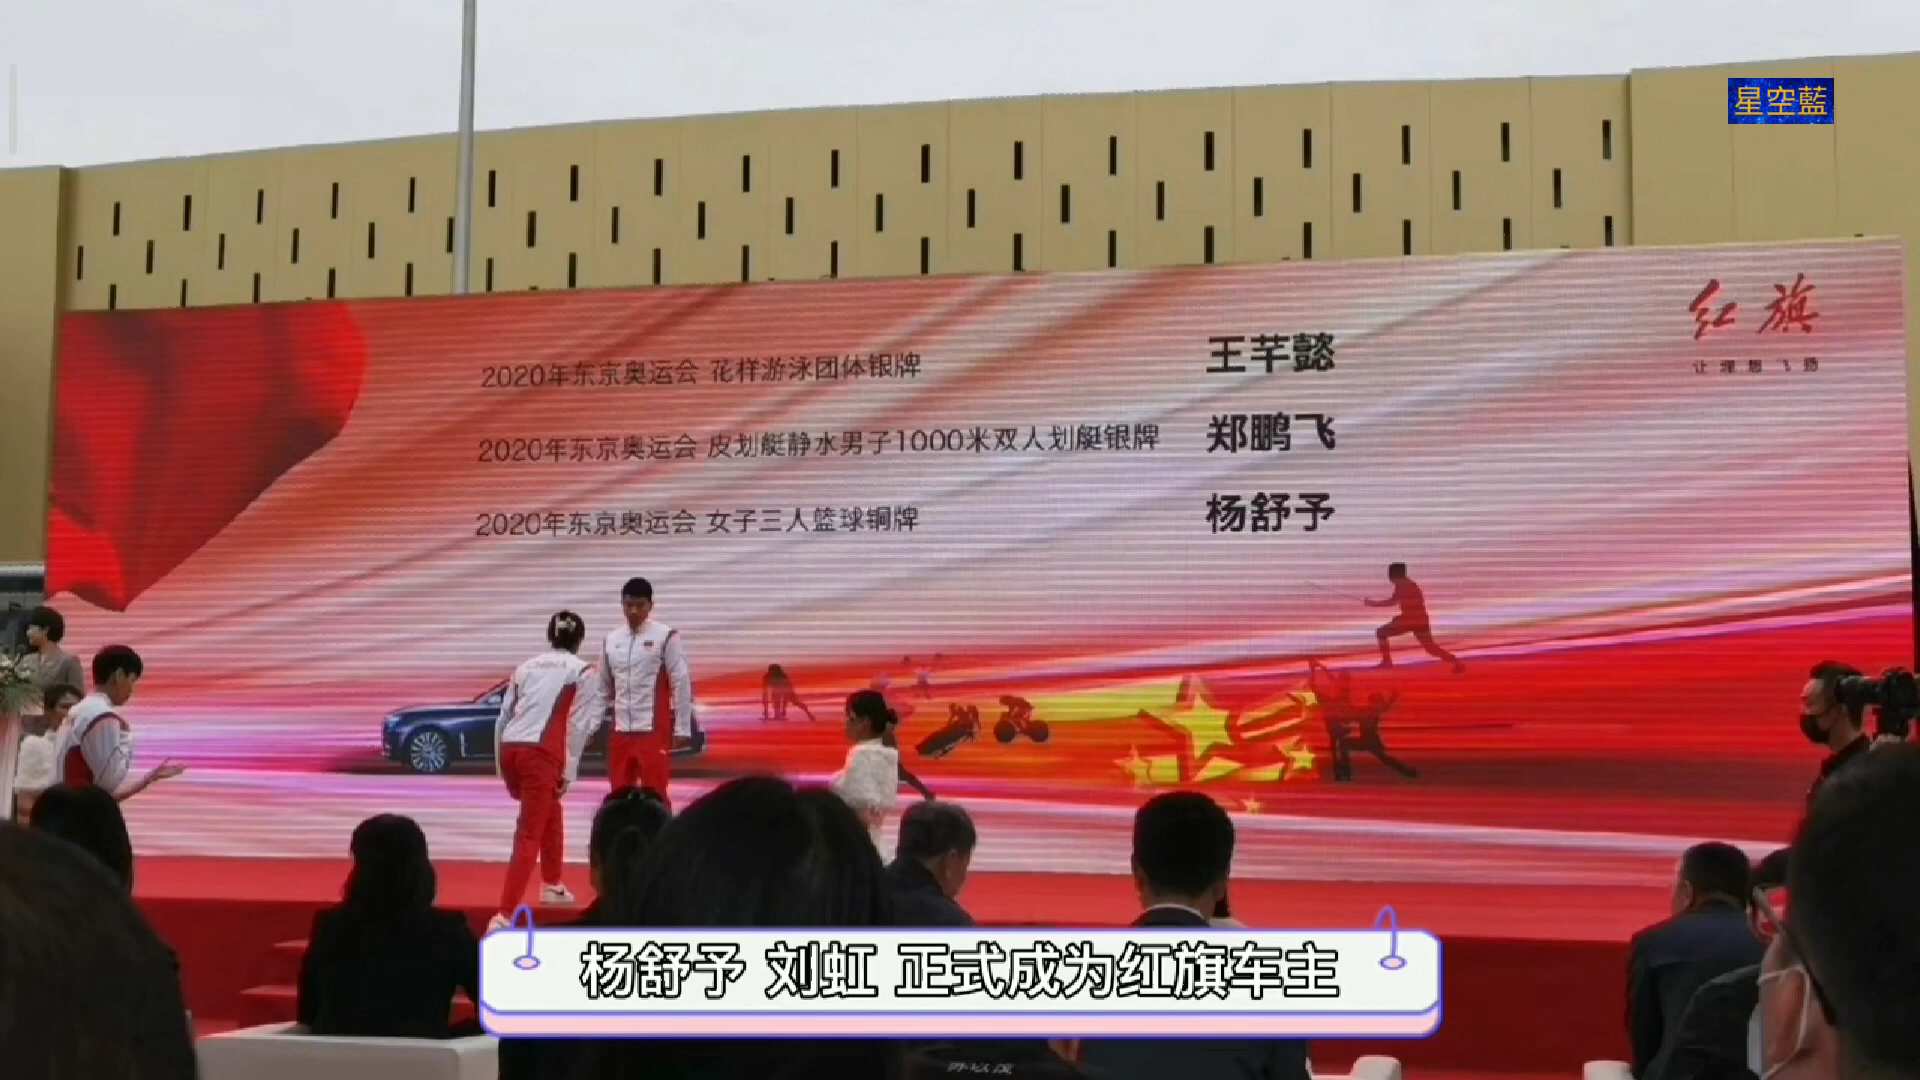 星空藍
红旗
让理想飞扬
2020年东京奥运会 花样游泳团体银牌 王芊懿
2020年东京奥运会 皮划艇静水男子1000米双人划艇银牌 郑鹏飞
2020年东京奥运会 女子三人篮球铜牌 杨舒予
杨舒予 刘虹 正式成为红旗车主